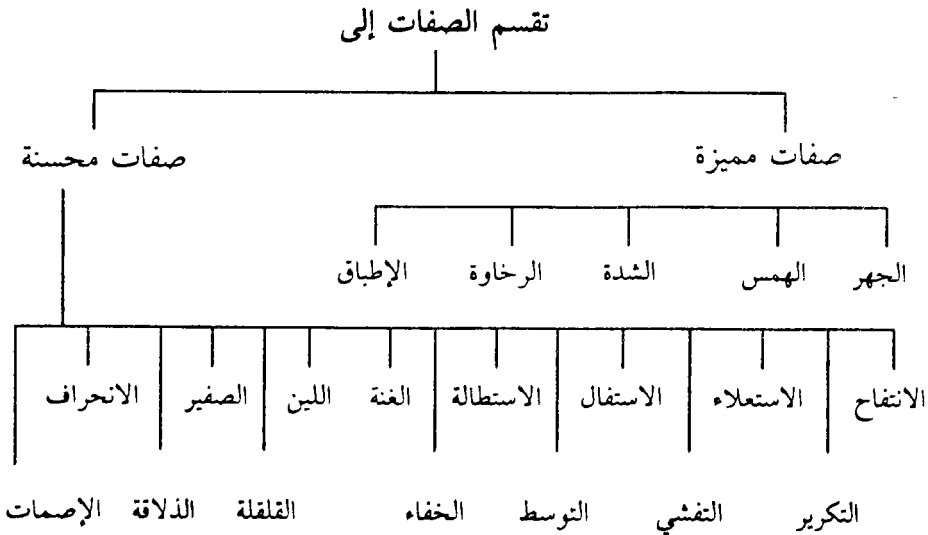 تقسم الصفات إلى
صفات مميزة صفات محسنة
الجهر الهمس الشدة الرخاوة الإطباق
الانتفاح الاستعلاء الاستفال الاستطالة الغنة اللين الصفير الانحراف
التكرير التفشي التوسط الخفاء القلقلة الذلاقة الإصمات